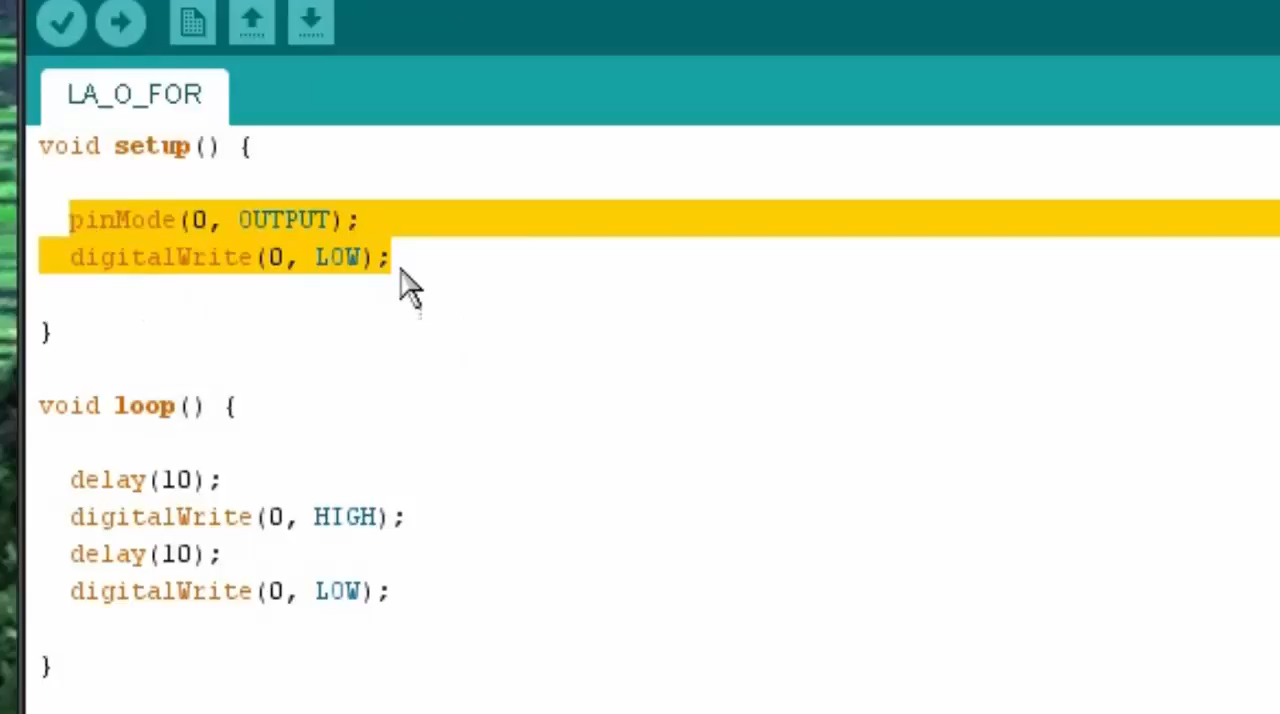 LA_O_FOR
void setup() {
pinMode(0, OUTPUT);
digitalWrite(0, LOW);
}
void loop() {
delay(10);
digitalWrite(0, HIGH);
delay(10);
digitalWrite(0, LOW);
}